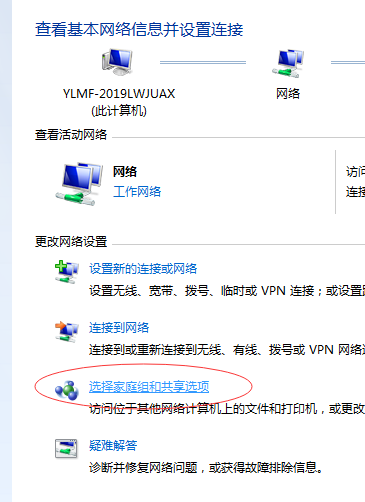 查看基本网络信息并设置连接
YLMF-2019LWJUAX
(此计算机)
网络
查看活动网络
网络
工作网络
访问
连接
更改网络设置
设置新的连接或网络
设置无线、宽带、拨号、临时或 VPN 连接；或设置
连接到网络
连接到或重新连接到无线、有线、拨号或 VPN 网络
选择家庭组和共享选项
访问位于其他网络计算机上的文件和打印机，或更改
疑难解答
诊断并修复网络问题，或获得故障排除信息。